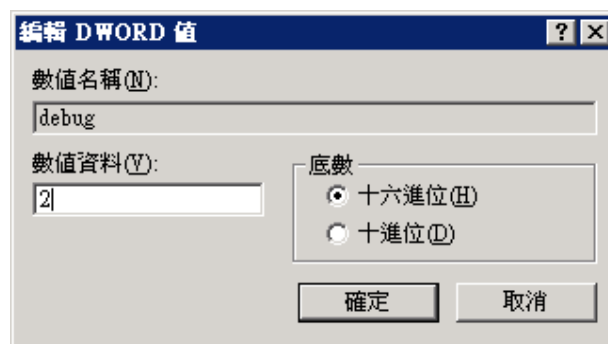 編輯 DWORD 值
數值名稱(N):
debug
數值資料(V):
2
底數
十六進位(H)
十進位(D)
確定
取消